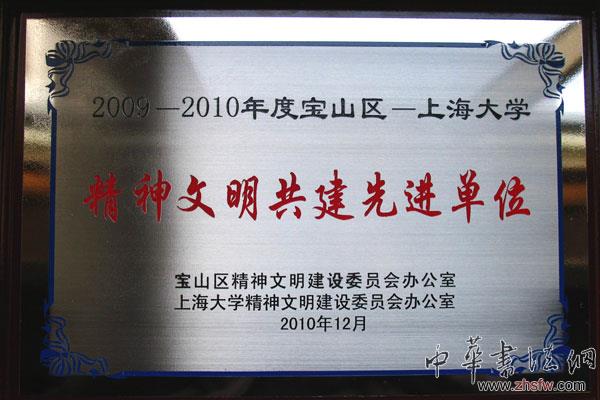 2009—2010年度宝山区—上海大学
精神文明共建先进单位
宝山区精神文明建设委员会办公室
上海大学精神文明建设委员会办公室
2010年12月
中華書法網
www.zhsfw.com